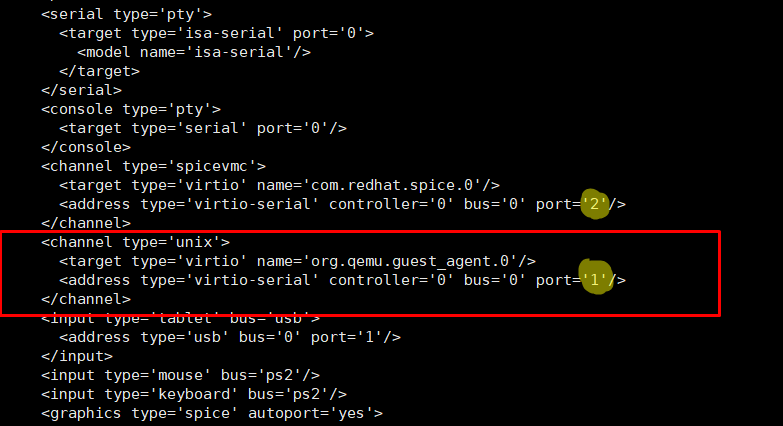 <serial type='pty'>
<target type='isa-serial' port='0'>
<model name='isa-serial'/>
</target>
</serial>
<console type='pty'>
<target type='serial' port='0'/>
</console>
<channel type='spicevmc'>
<target type='virtio' name='com.redhat.spice.0'/>
<address type='virtio-serial' controller='0' bus='0' port='2'/>
</channel>
<channel type='unix'>
<target type='virtio' name='org.qemu.guest_agent.0'/>
<address type='virtio-serial' controller='0' bus='0' port='1'/>
</channel>
<input type='tablet' bus='usb'>
<address type='usb' bus='0' port='1'/>
</input>
<input type='mouse' bus='ps2'/>
<input type='keyboard' bus='ps2'/>
<graphics type='spice' autoport='yes'>